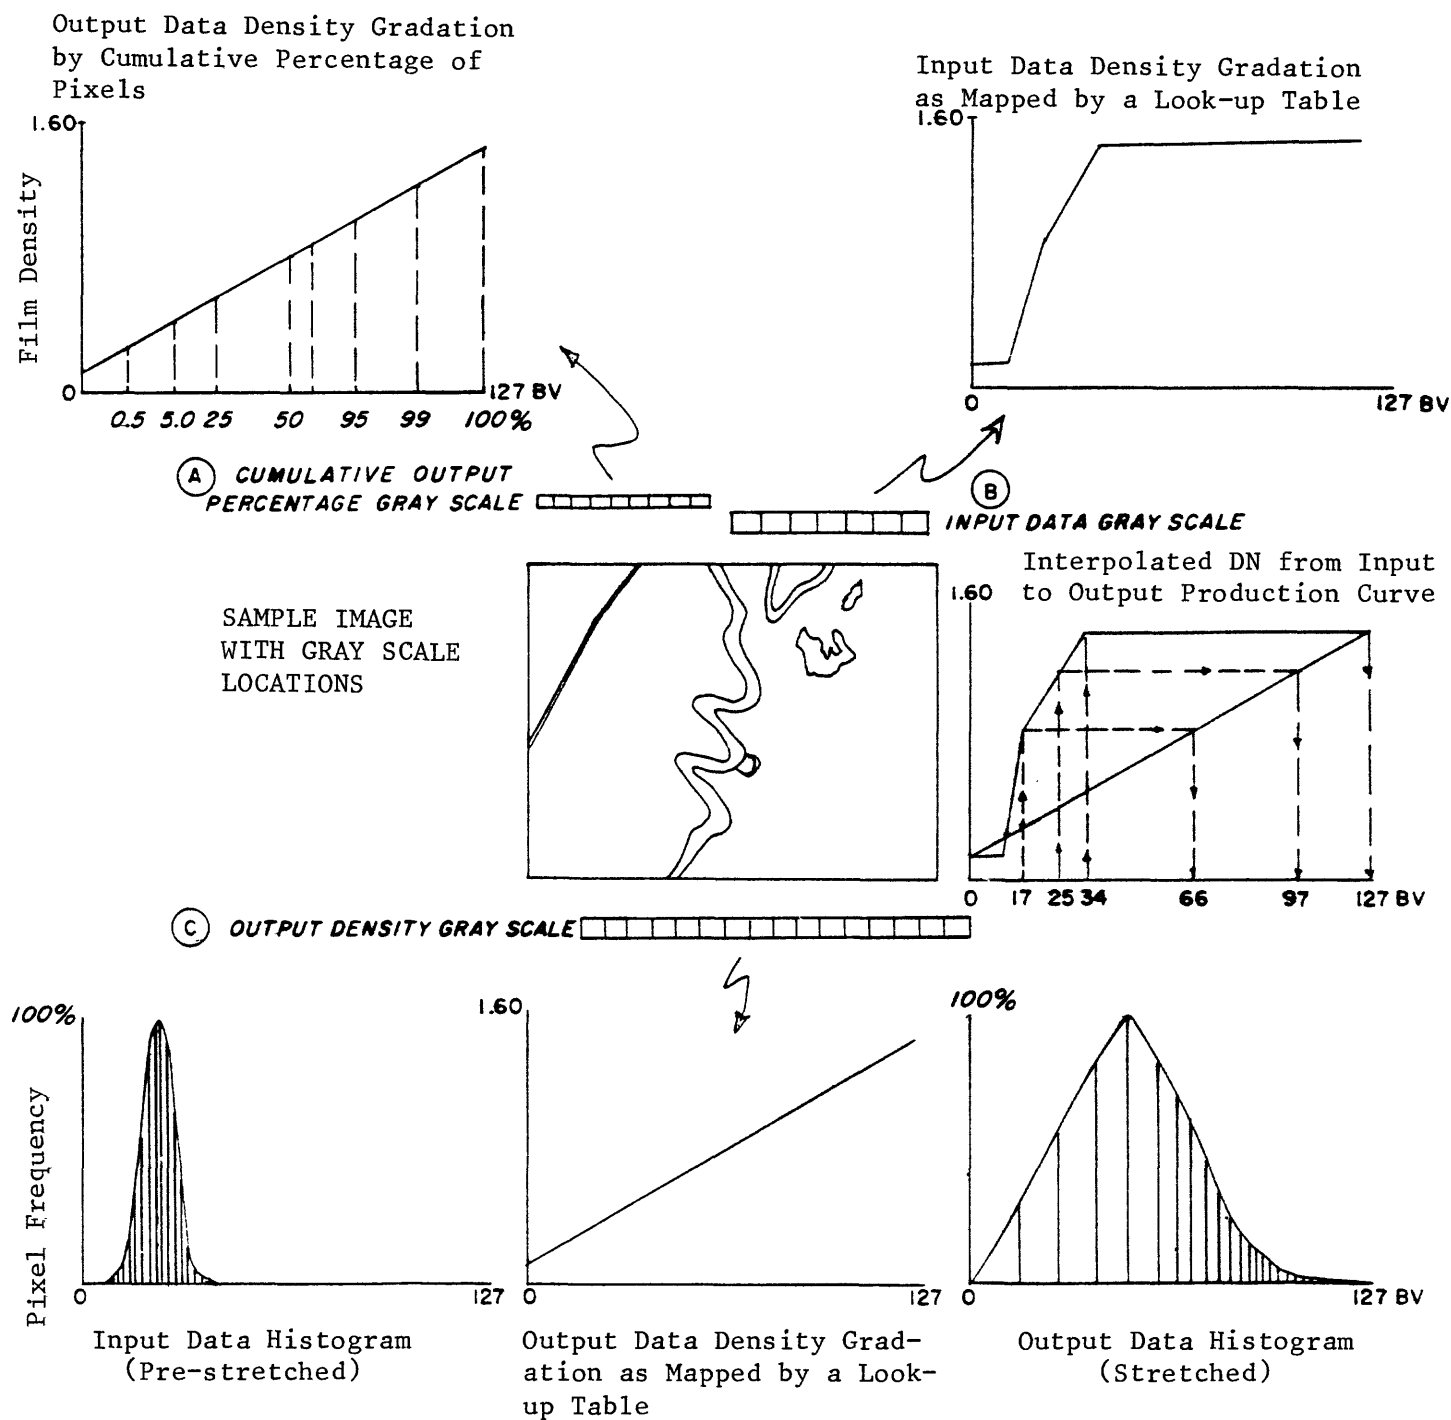 Output Data Density Gradation
by Cumulative Percentage of
Pixels
1.60
Film Density
0
127 BV
0.5 5.0 25 50 95 99 100%
Input Data Density Gradation
as Mapped by a Look-up Table
1.60
0
127 BV
A CUMULATIVE OUTPUT
PERCENTAGE GRAY SCALE
B
INPUT DATA GRAY SCALE
SAMPLE IMAGE
WITH GRAY SCALE
LOCATIONS
Interpolated DN from Input
1.60 to Output Production Curve
0 17 25 34 66 97 127 BV
C OUTPUT DENSITY GRAY SCALE
100%
Pixel Frequency
0 127
Input Data Histogram
(Pre-stretched)
1.60
0 127
Output Data Density Grad-
ation as Mapped by a Look-
up Table
100%
0 127 BV
Output Data Histogram
(Stretched)